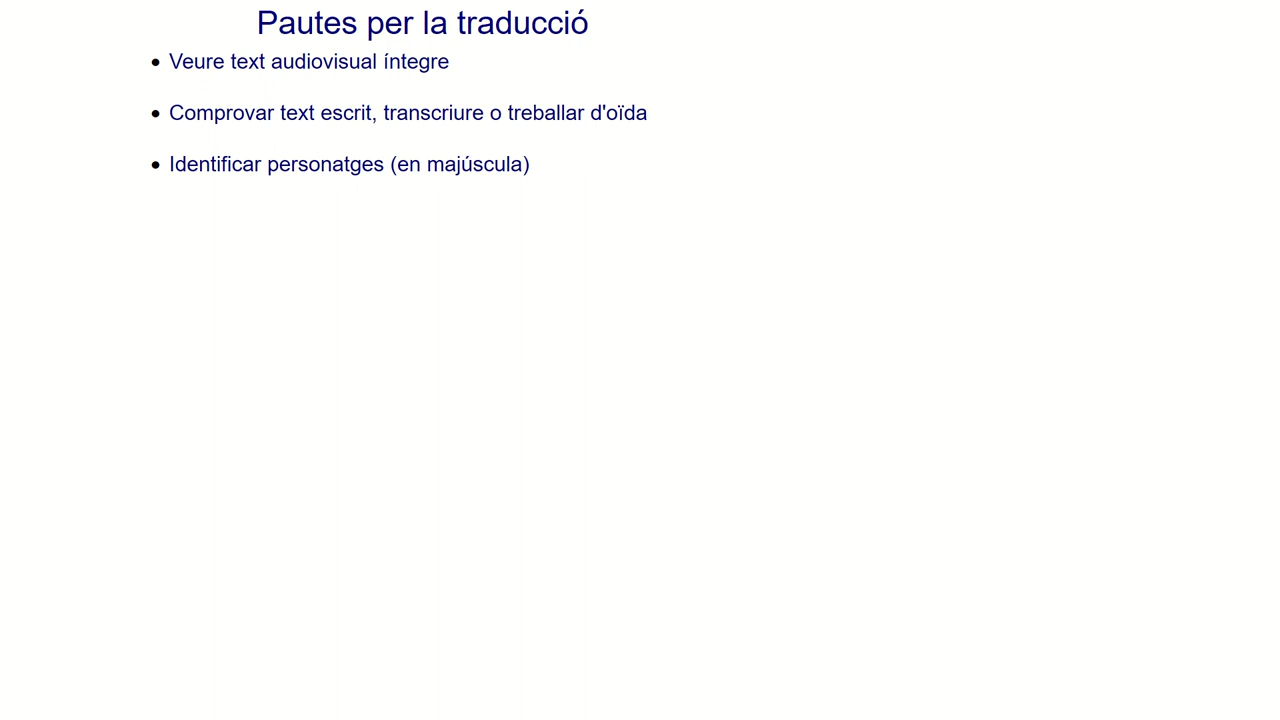 Pautes per la traducció
• Veure text audiovisual íntegre
• Comprovar text escrit, transcriure o treballar d'oïda
• Identificar personatges (en majúscula)